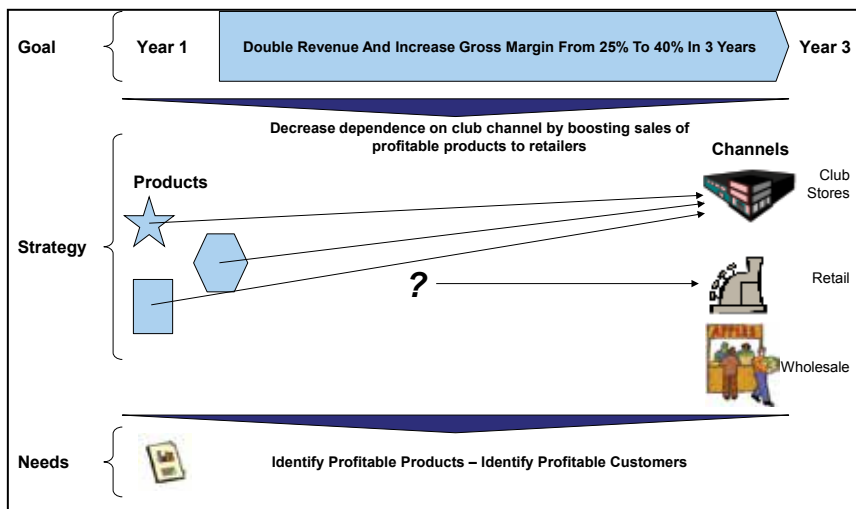 Goal
Year 1
Double Revenue And Increase Gross Margin From 25% To 40% In 3 Years
Year 3
Decrease dependence on club channel by boosting sales of
profitable products to retailers
Channels
Products
Club
Stores
Strategy
?
Retail
APPLES
Wholesale
Needs
Identify Profitable Products – Identify Profitable Customers